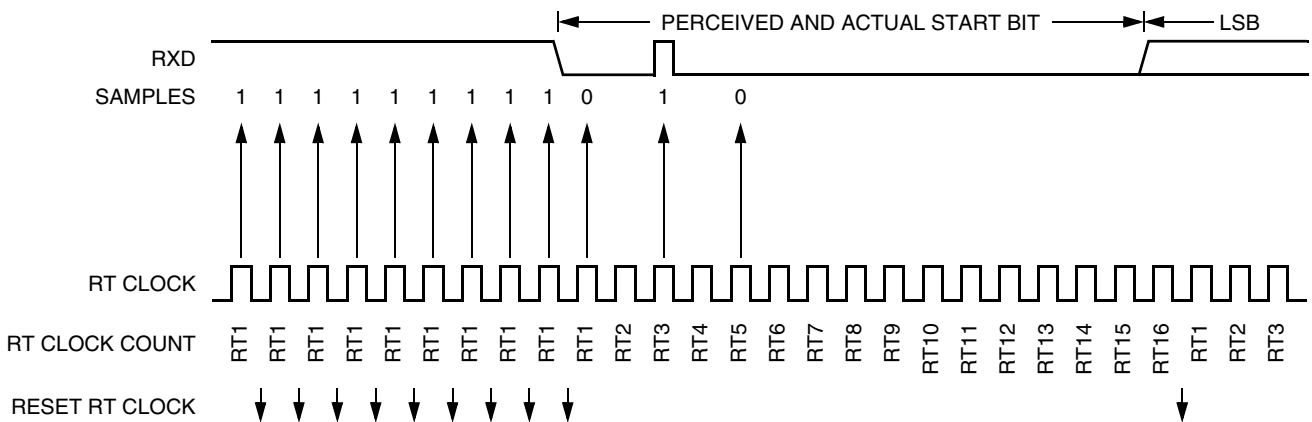 PERCEIVED AND ACTUAL START BIT LSB
RXD
SAMPLES 1 1 1 1 1 1 1 1 1 0 1 0
RT CLOCK
RT CLOCK COUNT RT1 RT1 RT1 RT1 RT1 RT1 RT1 RT1 RT1 RT1 RT2 RT3 RT4 RT5 RT6 RT7 RT8 RT9 RT10 RT11 RT12 RT13 RT14 RT15 RT16 RT1 RT2 RT3
RESET RT CLOCK